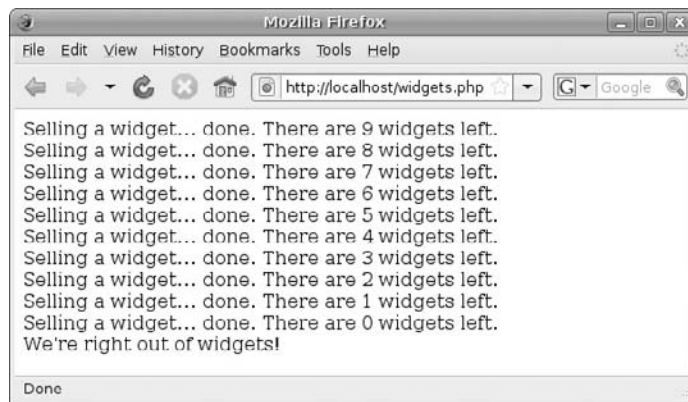 Mozilla Firefox
File Edit View History Bookmarks Tools Help
http://localhost/widgets.php G Google
Selling a widget... done. There are 9 widgets left.
Selling a widget... done. There are 8 widgets left.
Selling a widget... done. There are 7 widgets left.
Selling a widget... done. There are 6 widgets left.
Selling a widget... done. There are 5 widgets left.
Selling a widget... done. There are 4 widgets left.
Selling a widget... done. There are 3 widgets left.
Selling a widget... done. There are 2 widgets left.
Selling a widget... done. There are 1 widgets left.
Selling a widget... done. There are 0 widgets left.
We're right out of widgets!
Done